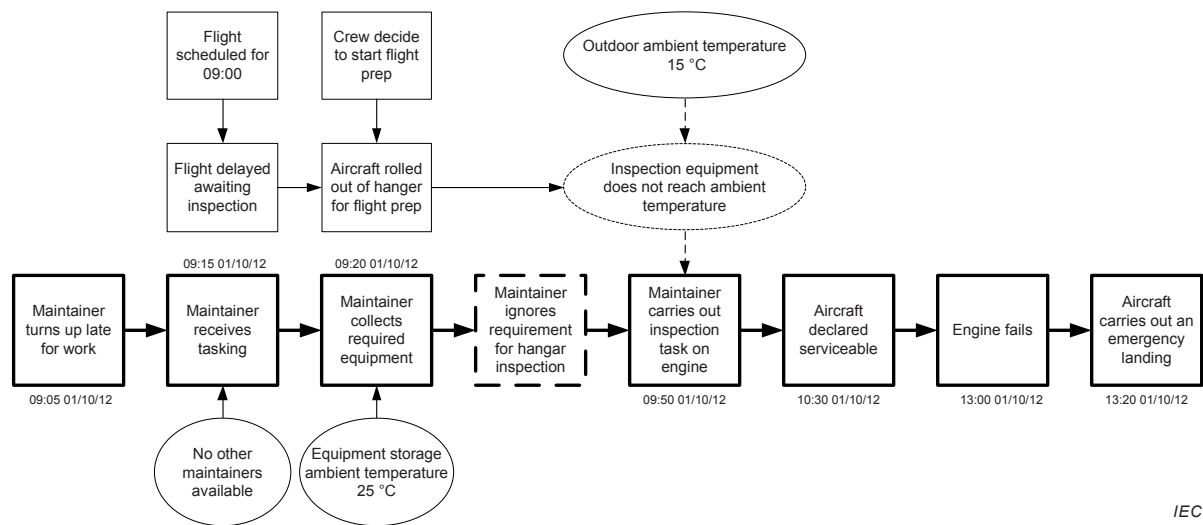 Flight
scheduled for
09:00
Crew decide
to start flight
prep
Outdoor ambient temperature
15 °C
Flight delayed
awaiting
inspection
Aircraft rolled
out of hanger
for flight prep
Inspection equipment
does not reach ambient
temperature
09:15 01/10/12
09:20 01/10/12
Maintainer
turns up late
for work
Maintainer
receives
tasking
Maintainer
collects
required
equipment
Maintainer
ignores
requirement
for hangar
inspection
Maintainer
carries out
inspection
task on
engine
Aircraft
declared
serviceable
Engine fails
Aircraft
carries out an
emergency
landing
09:05 01/10/12
09:50 01/10/12
10:30 01/10/12
13:00 01/10/12
13:20 01/10/12
No other
maintainers
available
Equipment storage
ambient temperature
25 °C
IEC